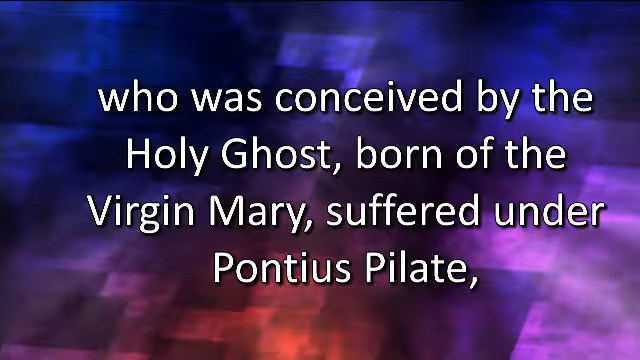 who was conceived by the
Holy Ghost, born of the
Virgin Mary, suffered under
Pontius Pilate,